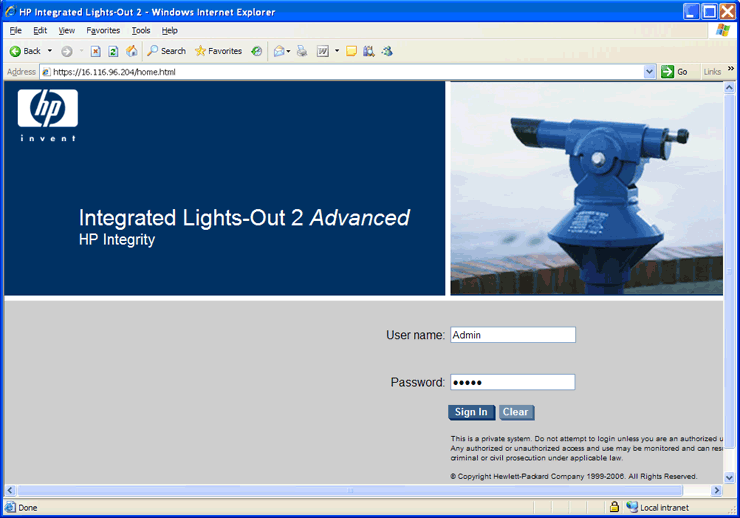 HP Integrated Lights-Out 2 - Windows Internet Explorer
File Edit View Favorites Tools Help
Back Search Favorites
Address https://16.116.96.204/home.html Go Links »
hp
invent
Integrated Lights-Out 2 Advanced
HP Integrity
User name: Admin
Password: •••••
Sign In Clear
This is a private system. Do not attempt to login unless you are an authorized u
Any authorized or unauthorized access and use may be monitored and can res
criminal or civil prosecution under applicable law.
© Copyright Hewlett-Packard Company 1999-2006. All Rights Reserved.
Done Local intranet